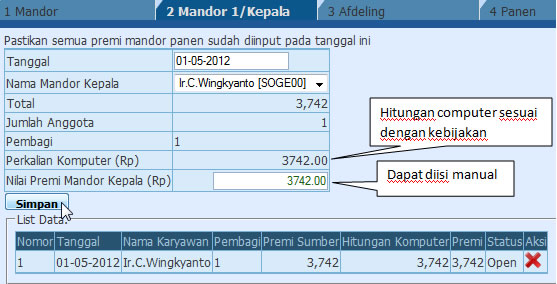 1 Mandor 2 Mandor 1/Kepala 3 Afdeling 4 Panen
Pastikan semua premi mandor panen sudah diinput pada tanggal ini
Tanggal 01-05-2012
Nama Mandor Kepala Ir.C.Wingkyanto [SOGE00]
Total 3,742
Jumlah Anggota 1
Pembagi 1
Perkalian Komputer (Rp) 3742.00
Nilai Premi Mandor Kepala (Rp) 3742.00
Hitungan computer sesuai
dengan kebijakan
Dapat diisi manual
Simpan
List Data:
Nomor Tanggal Nama Karyawan Pembagi Premi Sumber Hitungan Komputer Premi Status Aksi
1 01-05-2012 Ir.C.Wingkyanto 1 3,742 3,742 3,742 Open